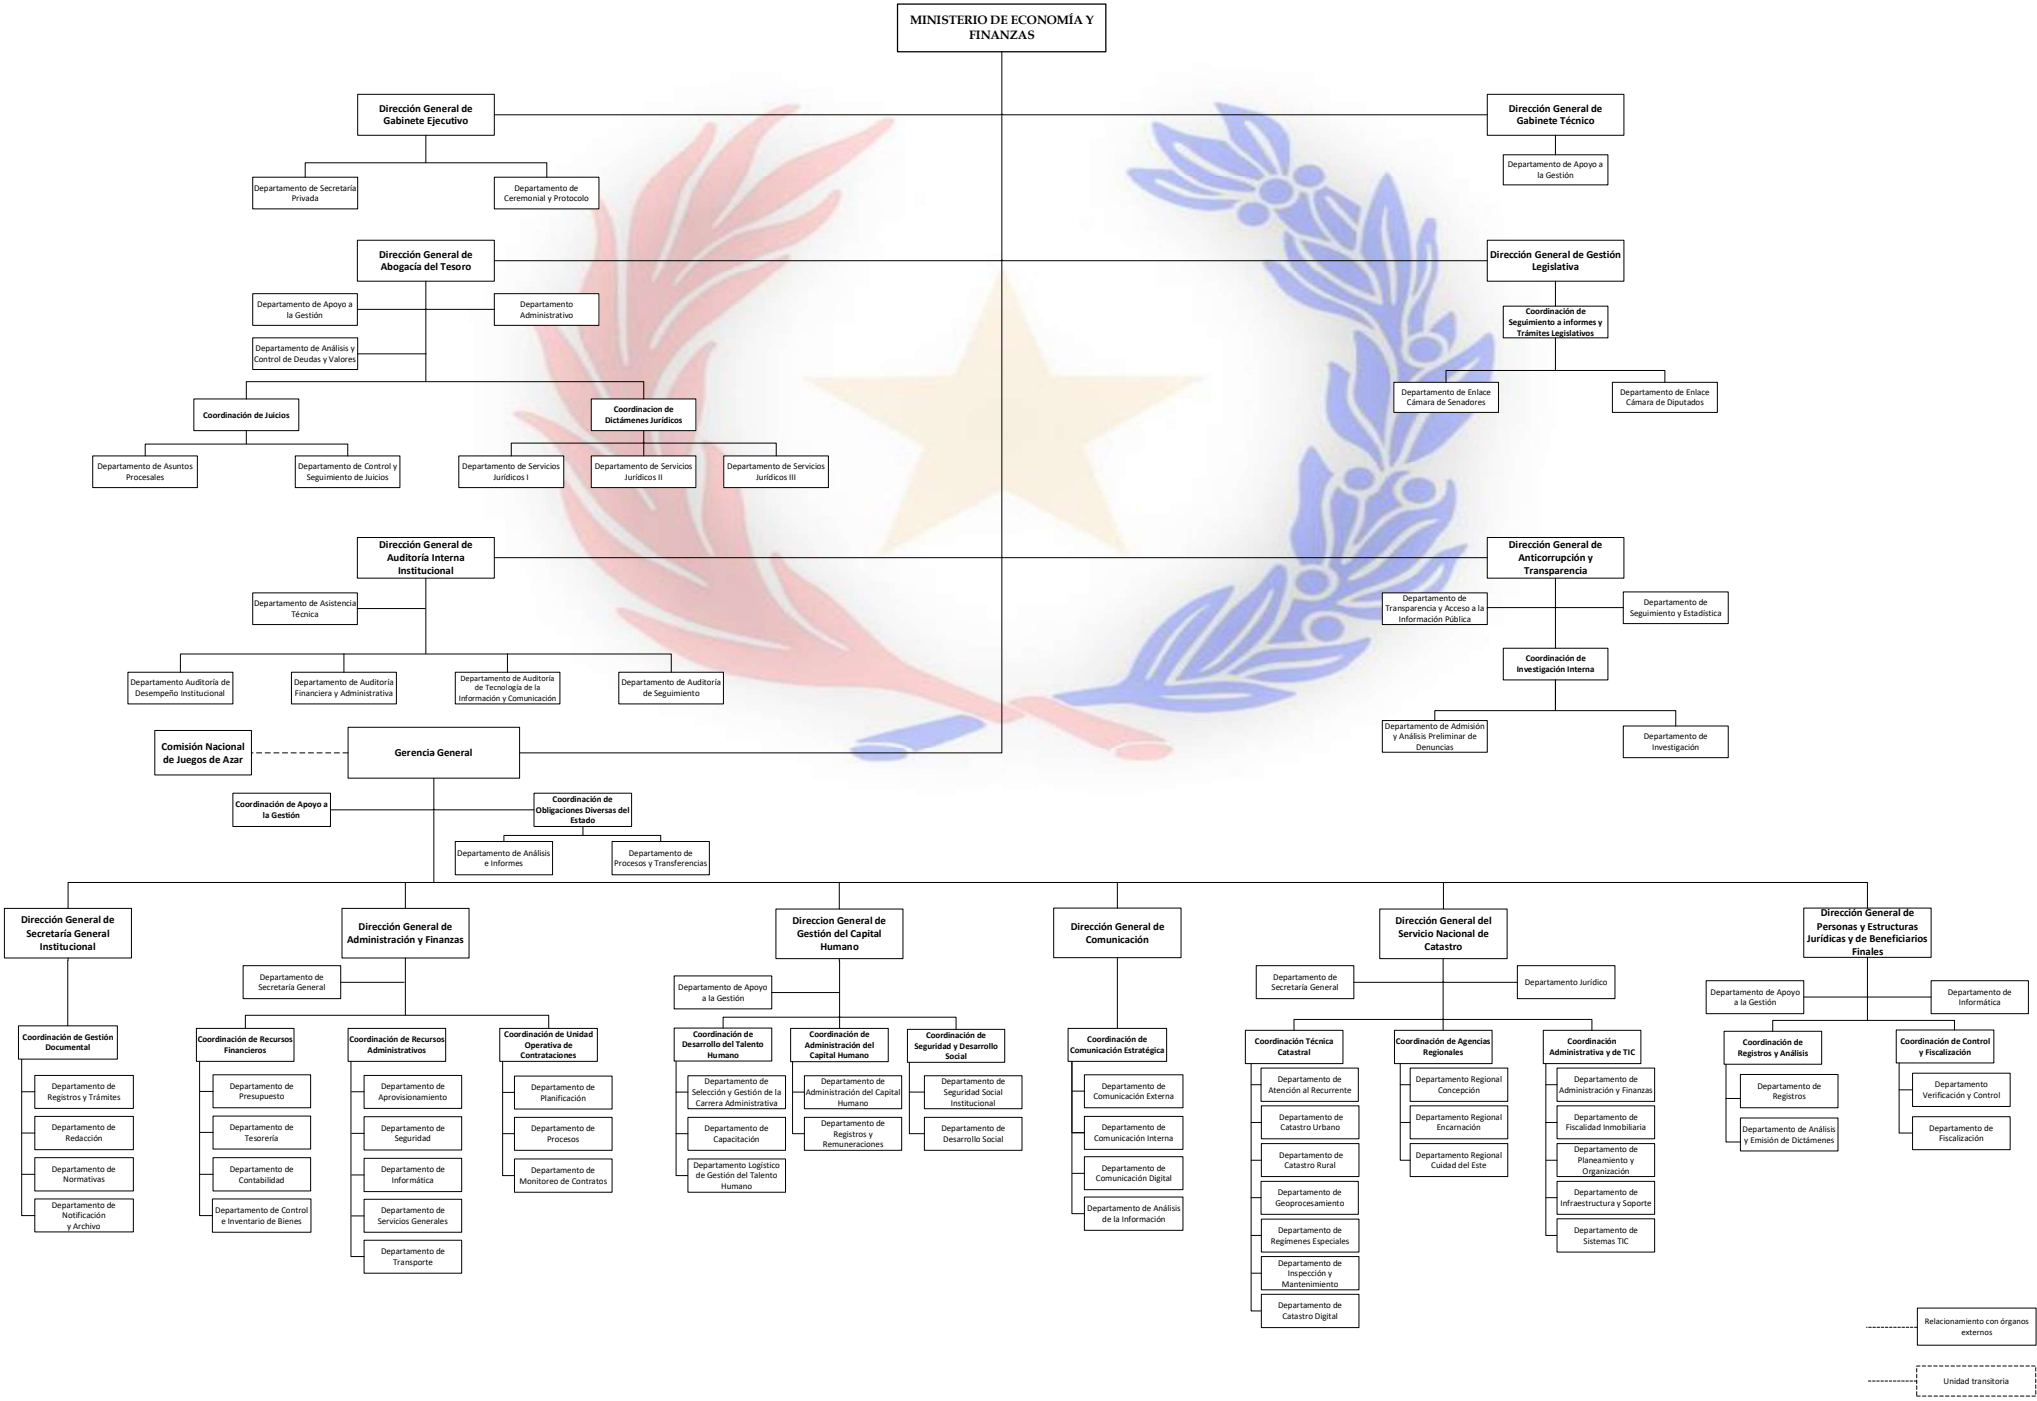 MINISTERIO DE ECONOMÍA Y
FINANZAS
Dirección General de
Gabinete Ejecutivo
Dirección General de
Gabinete Técnico
Departamento de Secretaría
Privada
Departamento de
Ceremonial y Protocolo
Departamento de Apoyo a
la Gestión
Dirección General de
Abogacía del Tesoro
Dirección General de Gestión
Legislativa
Departamento de Apoyo a
la Gestión
Departamento
Administrativo
Departamento de Análisis y
Control de Deudas y Valores
Coordinación de
Seguimiento a informes y
Trámites Legislativos
Departamento de Enlace
Cámara de Senadores
Departamento de Enlace
Cámara de Diputados
Coordinación de Juicios
Coordinacion de
Dictámenes Jurídicos
Departamento de Asuntos
Procesales
Departamento de Control y
Seguimiento de Juicios
Departamento de Servicios
Jurídicos I
Departamento de Servicios
Jurídicos II
Departamento de Servicios
Jurídicos III
Dirección General de
Auditoría Interna
Institucional
Dirección General de
Anticorrupción y
Transparencia
Departamento de Asistencia
Técnica
Departamento de
Transparencia y Acceso a la
Información Pública
Departamento de
Seguimiento y Estadística
Coordinación de
Investigación Interna
Departamento Auditoría de
Desempeño Institucional
Departamento de Auditoría
Financiera y Administrativa
Departamento de Auditoría
de Tecnología de la
Información y Comunicación
Departamento de Auditoría
de Seguimiento
Departamento de Admisión
y Análisis Preliminar de
Denuncias
Departamento de
Investigación
Comisión Nacional
de Juegos de Azar
Gerencia General
Coordinación de Apoyo a
la Gestión
Coordinación de
Obligaciones Diversas del
Estado
Departamento de Análisis
e Informes
Departamento de
Procesos y Transferencias
Dirección General de
Secretaría General
Institucional
Dirección General de
Administración y Finanzas
Direccion General de
Gestión del Capital
Humano
Dirección General de
Comunicación
Dirección General del
Servicio Nacional de
Catastro
Dirección General de
Personas y Estructuras
Jurídicas y de Beneficiarios
Finales
Departamento de
Secretaría General
Departamento de Apoyo
a la Gestión
Departamento de
Secretaría General
Departamento Jurídico
Departamento de Apoyo
a la Gestión
Departamento de
Informática
Coordinación de Gestión
Documental
Departamento de
Registros y Trámites
Departamento de
Redacción
Departamento de
Normativas
Departamento de
Notificación
y Archivo
Coordinación de Recursos
Financieros
Departamento de
Presupuesto
Departamento de
Tesorería
Departamento de
Contabilidad
Departamento de Control
e Inventario de Bienes
Coordinación de Recursos
Administrativos
Departamento de
Aprovisionamiento
Departamento de
Seguridad
Departamento de
Informática
Departamento de
Servicios Generales
Departamento de
Transporte
Coordinación de Unidad
Operativa de
Contrataciones
Departamento de
Planificación
Departamento de
Procesos
Departamento de
Monitoreo de Contratos
Coordinación de
Desarrollo del Talento
Humano
Departamento de
Selección y Gestión de la
Carrera Administrativa
Departamento de
Capacitación
Departamento Logístico
de Gestión del Talento
Humano
Coordinación de
Administración del
Capital Humano
Departamento de
Administración del Capital
Humano
Departamento de
Registros y
Remuneraciones
Coordinación de
Seguridad y Desarrollo
Social
Departamento de
Seguridad Social
Institucional
Departamento de
Desarrollo Social
Coordinación de
Comunicación Estratégica
Departamento de
Comunicación Externa
Departamento de
Comunicación Interna
Departamento de
Comunicación Digital
Departamento de Análisis
de la Información
Coordinación Técnica
Catastral
Departamento de
Atención al Recurrente
Departamento de
Catastro Urbano
Departamento de
Catastro Rural
Departamento de
Geoprocesamiento
Departamento de
Regímenes Especiales
Departamento de
Inspección y
Mantenimiento
Departamento de
Catastro Digital
Coordinación de Agencias
Regionales
Departamento Regional
Concepción
Departamento Regional
Encarnación
Departamento Regional
Cuidad del Este
Coordinación
Administrativa y de TIC
Departamento de
Administración y Finanzas
Departamento de
Fiscalidad Inmobiliaria
Departamento de
Planeamiento y
Organización
Departamento de
Infraestructura y Soporte
Departamento de
Sistemas TIC
Coordinación de
Registros y Análisis
Departamento de
Registros
Departamento de Análisis
y Emisión de Dictámenes
Coordinación de Control
y Fiscalización
Departamento
Verificación y Control
Departamento de
Fiscalización
Relacionamiento con órganos
externos
Unidad transitoria